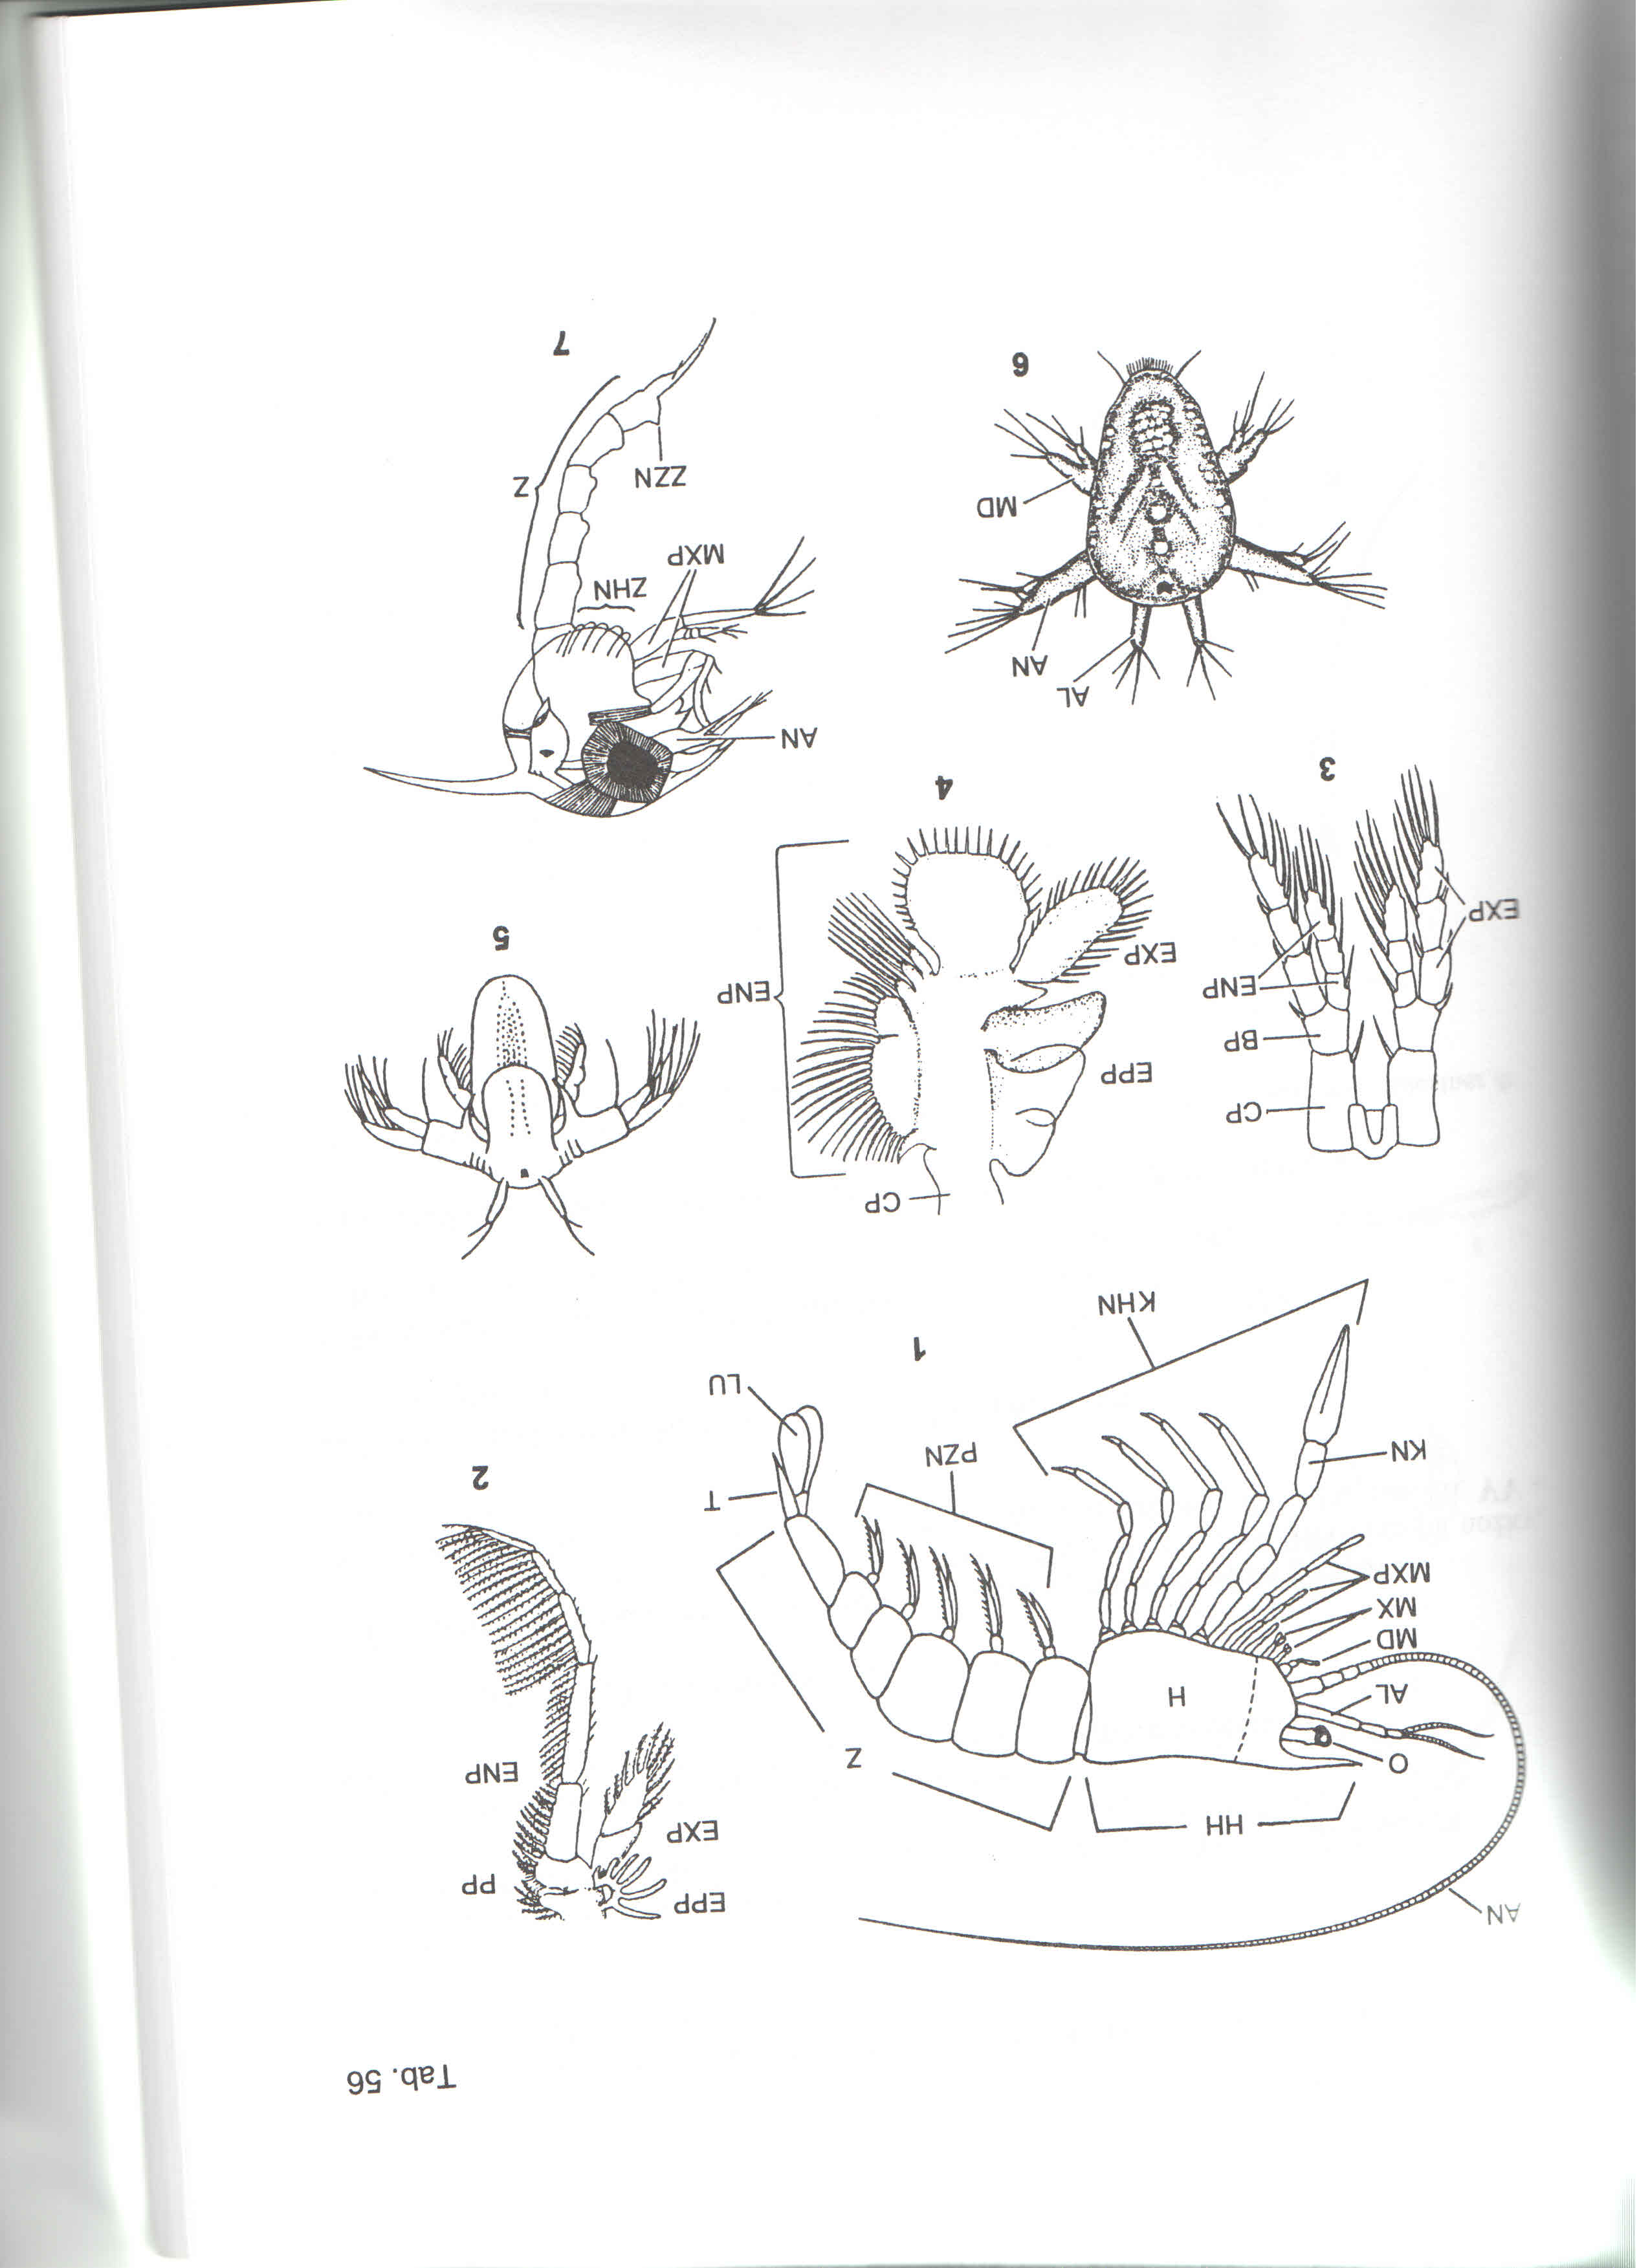 Tab. 56
AN
HH
Z
O
AL
H
MD
MX
MXP
KN
PZN
T
LU
KHN
1
EPP
PP
EXP
ENP
2
CP
BP
ENP
EXP
3
CP
EPP
ENP
EXP
4
5
AL
AN
MD
6
AN
MXP
ZHN
Z
ZZN
7